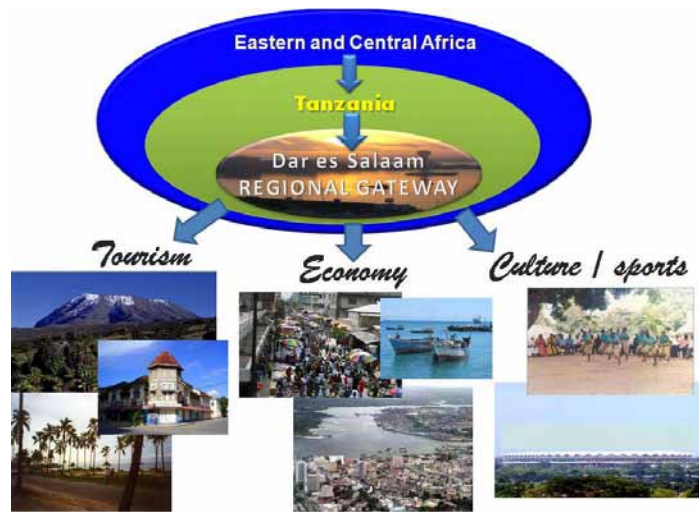 Eastern and Central Africa
Tanzania
Dar es Salaam
REGIONAL GATEWAY
Tourism
Economy
Culture / sports